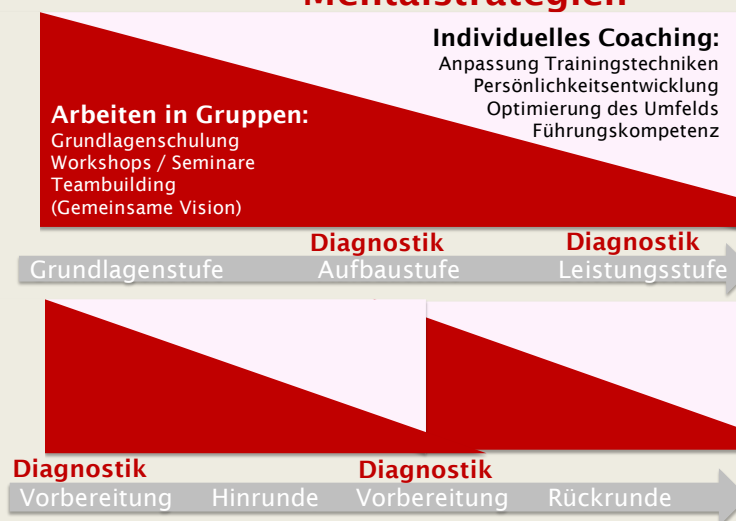 Mentalstrategien
Individuelles Coaching:
Anpassung Trainingstechniken
Persönlichkeitsentwicklung
Optimierung des Umfelds
Führungskompetenz
Arbeiten in Gruppen:
Grundlagenschulung
Workshops / Seminare
Teambuilding
(Gemeinsame Vision)
Diagnostik Diagnostik
Grundlagenstufe Aufbaustufe Leistungsstufe
Diagnostik Diagnostik
Vorbereitung Hinrunde Vorbereitung Rückrunde